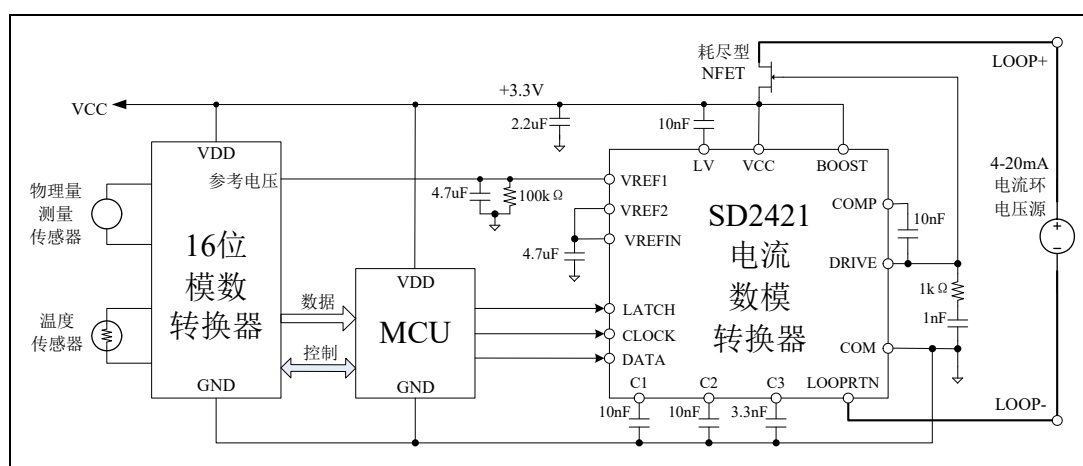 耗尽型
NFET
LOOP+
VCC
+3.3V
2.2uF
10nF
VDD
LV
VCC
BOOST
物理量
测量
传感器
参考电压
4.7uF
100kΩ
VREF1
COMP
4-20mA
电流环
电压源
VREF2
10nF
16位
模数
转换器
4.7uF
VREFIN
SD2421
电流
数模
转换器
DRIVE
VDD
1kΩ
温度
传感器
数据
MCU
LATCH
CLOCK
DATA
1nF
控制
COM
GND
GND
C1
C2
C3
LOOPRTN
10nF
10nF
3.3nF
LOOP-